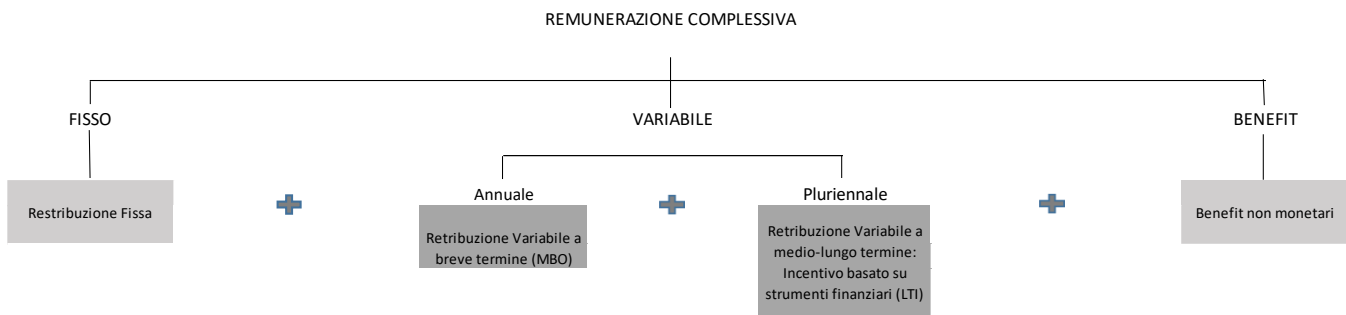 REMUNERAZIONE COMPLESSIVA
FISSO
VARIABILE
BENEFIT
Restribuzione Fissa
Annuale
Retribuzione Variabile a
breve termine (MBO)
Pluriennale
Retribuzione Variabile a
medio-lungo termine:
Incentivo basato su
strumenti finanziari (LTI)
Benefit non monetari